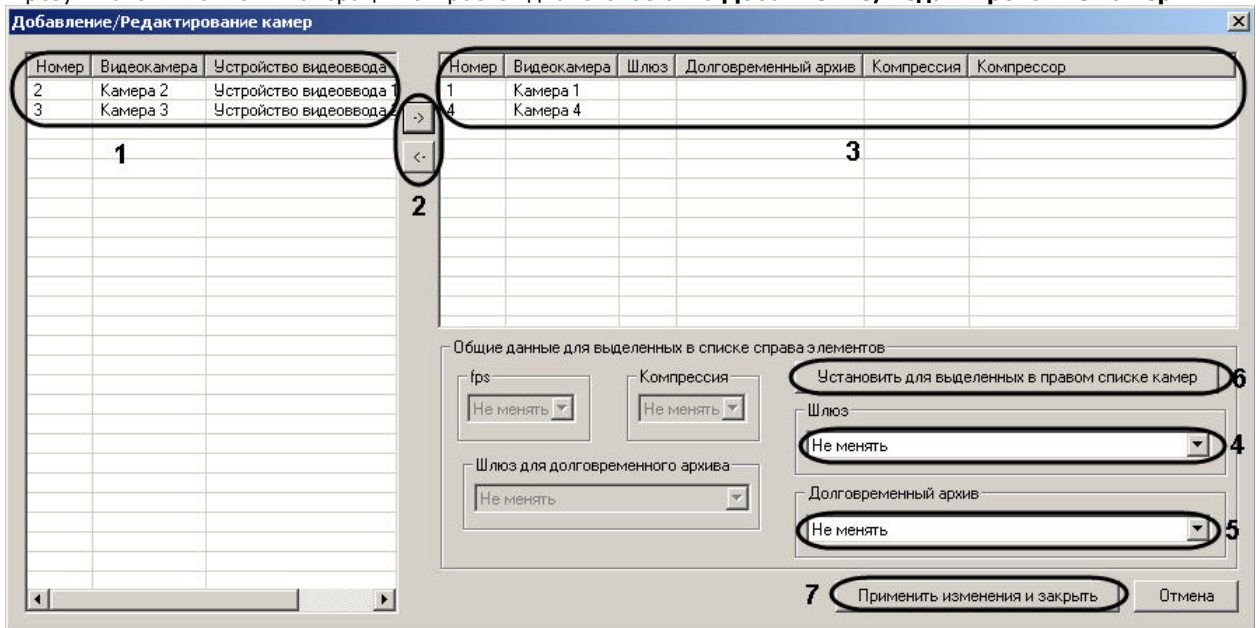 Добавление/Редактирование камер
Номер Видеокамера Устройство видеоввода
2 Камера 2 Устройство видеоввода 1
3 Камера 3 Устройство видеоввода
1
->
<-
2
Номер Видеокамера Шлюз Долговременный архив Компрессия Компрессор
1 Камера 1
4 Камера 4
3
Общие данные для выделенных в списке справа элементов
fps
Не менять
Компрессия
Не менять
Установить для выделенных в правом списке камер 6
Шлюз
Не менять 4
Шлюз для долговременного архива
Не менять
Долговременный архив
Не менять 5
7 Применить изменения и закрыть Отмена